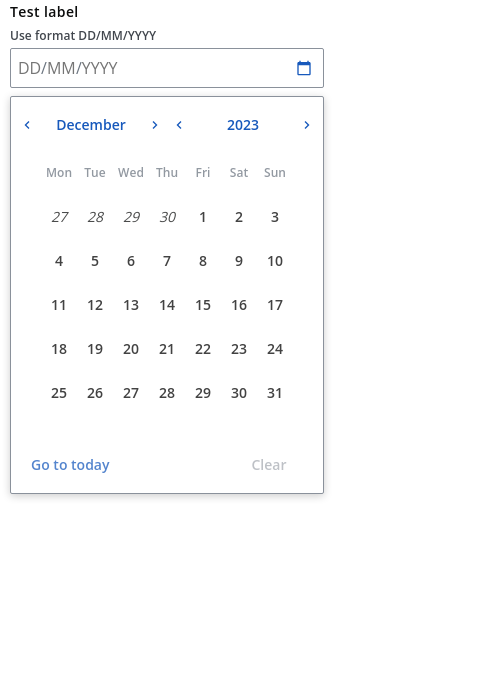 Test label
Use format DD/MM/YYYY
DD/MM/YYYY
December 2023
Mon Tue Wed Thu Fri Sat Sun
27 28 29 30 1 2 3
4 5 6 7 8 9 10
11 12 13 14 15 16 17
18 19 20 21 22 23 24
25 26 27 28 29 30 31
Go to today Clear